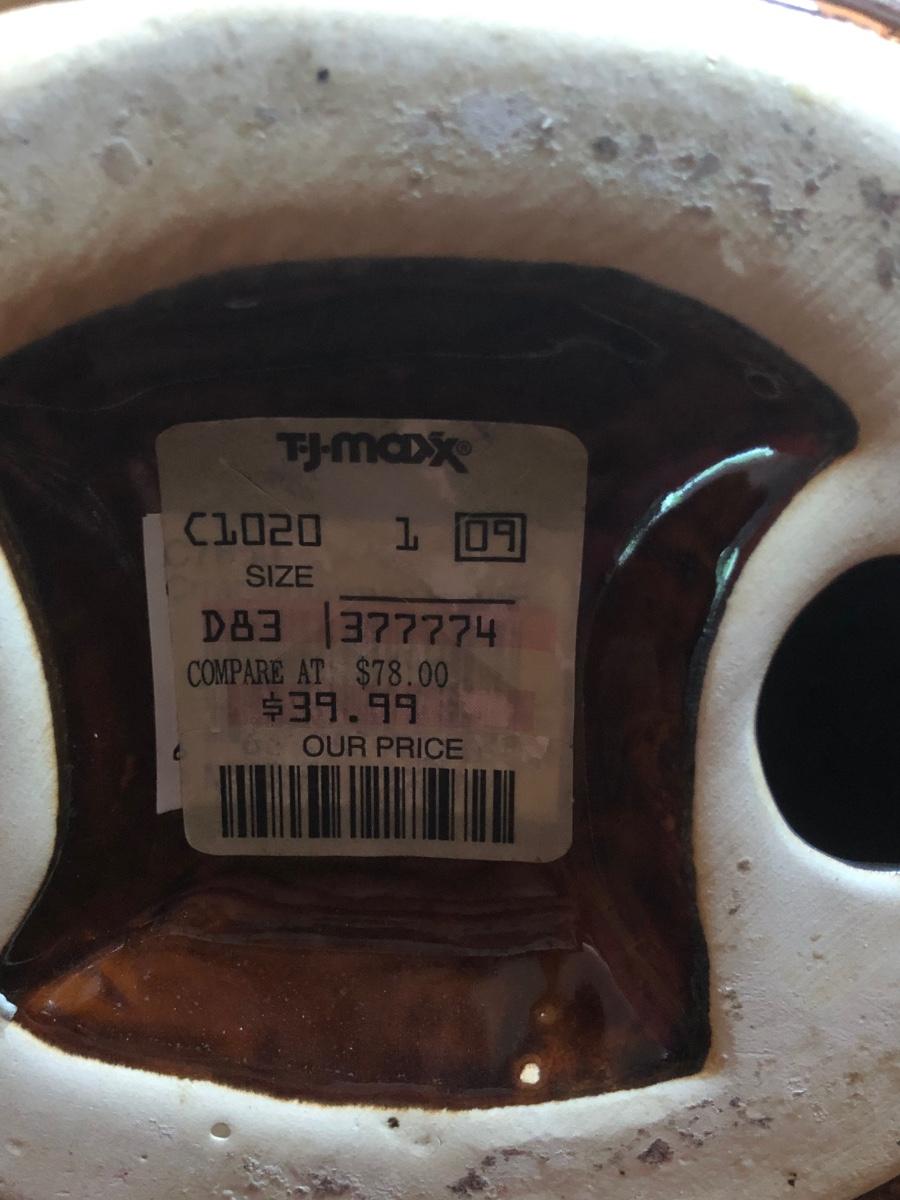 T·J·maxx®
C1020 1 09
SIZE
D83 377774
COMPARE AT $78.00
$39.99
OUR PRICE